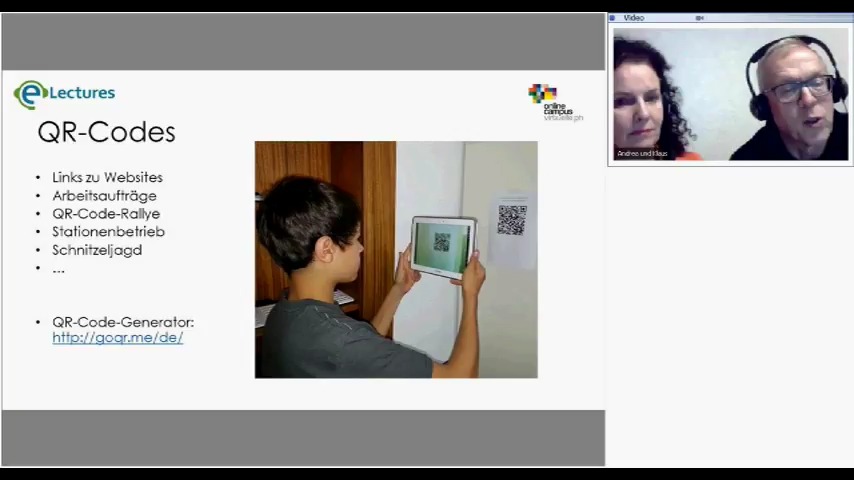 Lectures
online
campus
virtuelle ph
QR-Codes
• Links zu Websites
• Arbeitsaufträge
• QR-Code-Rallye
• Stationenbetrieb
• Schnitzeljagd
• ...
• QR-Code-Generator:
http://goqr.me/de/
Video
Andrea und Klaus